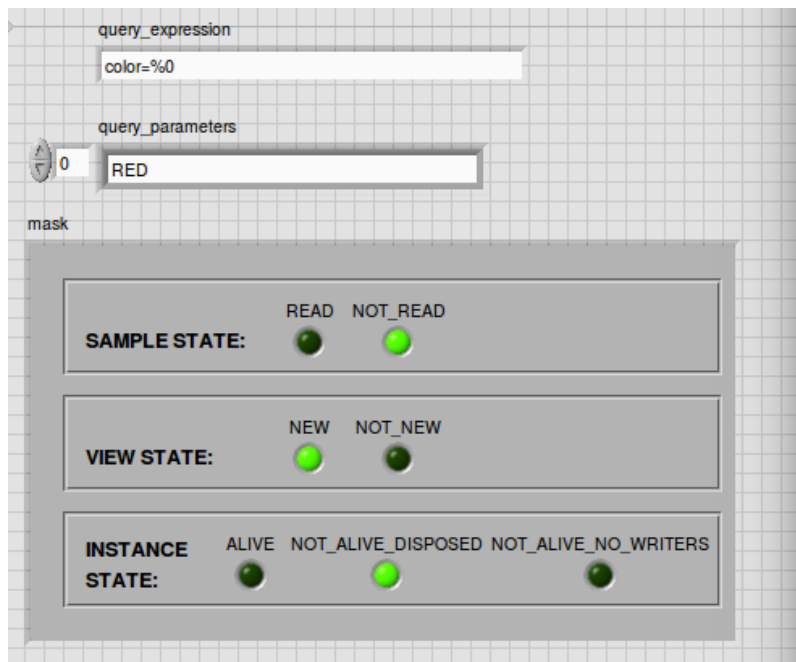 query_expression
color=%0
query_parameters
0
RED
mask
READ NOT_READ
SAMPLE STATE:
NEW NOT_NEW
VIEW STATE:
ALIVE NOT_ALIVE_DISPOSED NOT_ALIVE_NO_WRITERS
INSTANCE
STATE: